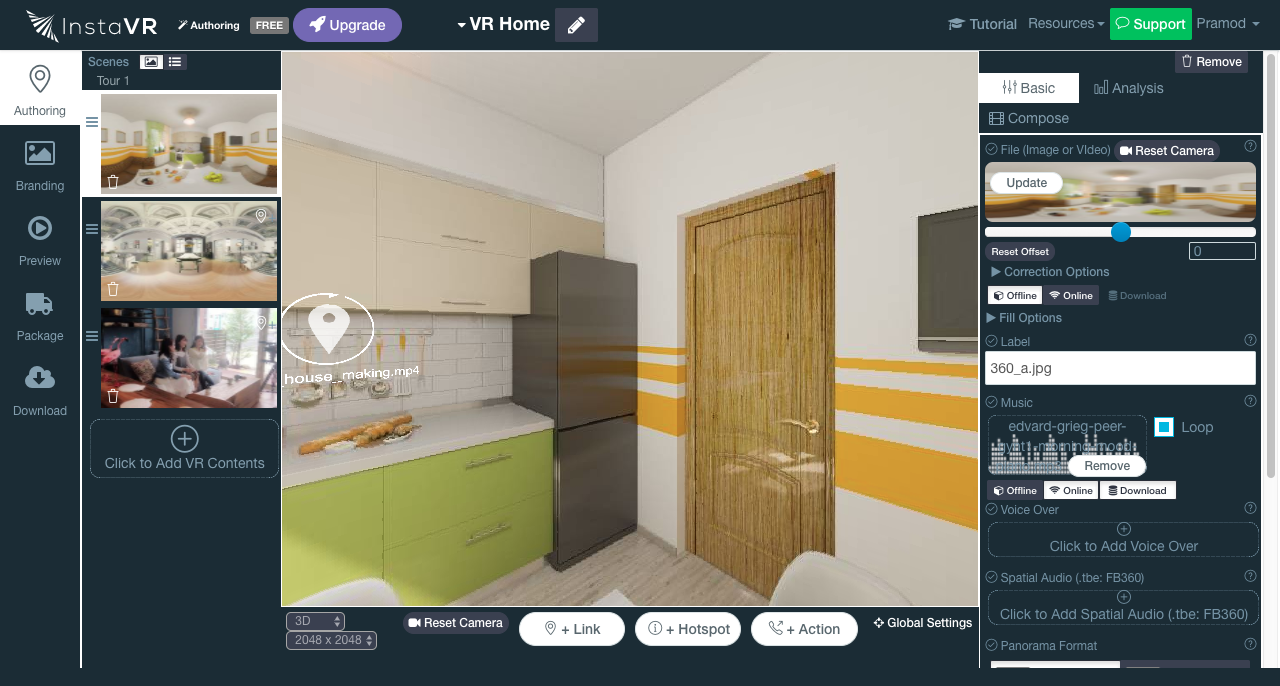 InstaVR
Authoring
FREE
Upgrade
VR Home
Tutorial
Resources
Support
Pramod
Authoring
Branding
Preview
Package
Download
Scenes
Tour 1
Click to Add VR Contents
_house_
_making.mp4
3D
2048 x 2048
Reset Camera
+ Link
+ Hotspot
+ Action
Global Settings
Remove
Basic
Analysis
Compose
File (Image or VIdeo)
Reset Camera
Update
Reset Offset
0
Correction Options
Offline
Online
Download
Fill Options
Label
360_a.jpg
Music
edvard-grieg-peer-
Loop
Remove
Offline
Online
Download
Voice Over
Click to Add Voice Over
Spatial Audio (.tbe: FB360)
Click to Add Spatial Audio (.tbe: FB360)
Panorama Format